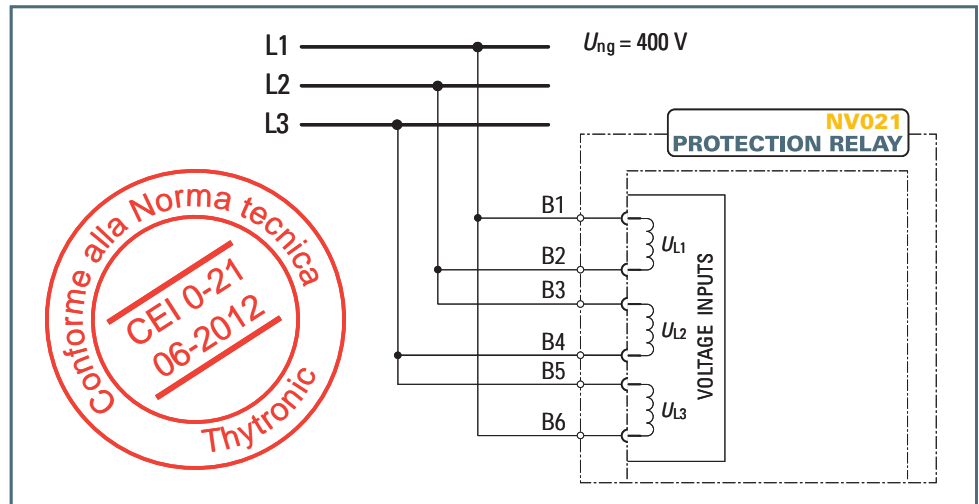 L1
Ung = 400 V
L2
L3
NV021
PROTECTION RELAY
B1
UL1
B2
B3
UL2
B4
B5
UL3
B6
VOLTAGE INPUTS
Conforme alla Norma tecnica
CEI 0-21
06-2012
Thytronic